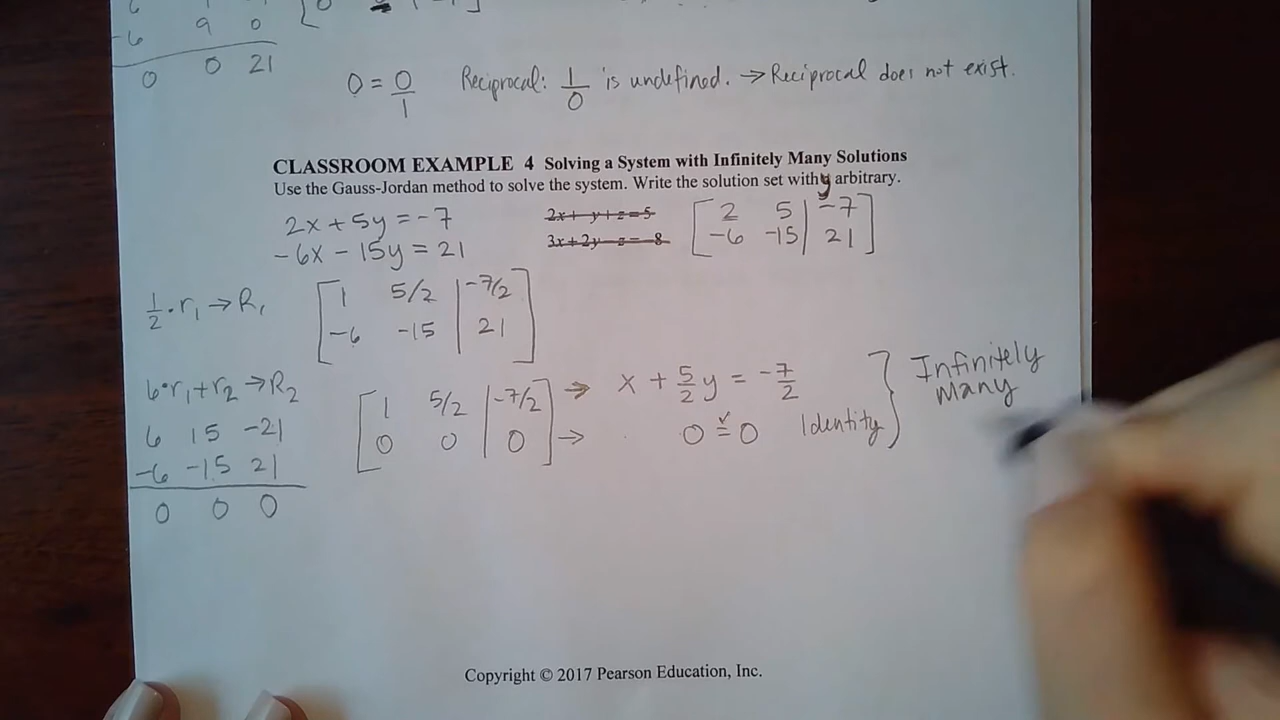 6
-6 9 0
0 0 21
0 = 0/1 Reciprocal: 1/0 is undefined. → Reciprocal does not exist.
CLASSROOM EXAMPLE 4 Solving a System with Infinitely Many Solutions
Use the Gauss-Jordan method to solve the system. Write the solution set with y arbitrary.
2x + 5y = -7 2x + y + z = 5 [2 5 | -7]
-6x - 15y = 21 3x + 2y - z = -8 [-6 -15 | 21]
1/2 · r₁ → R₁ [1 5/2 | -7/2]
[-6 -15 | 21]
6·r₁ + r₂ → R₂ [1 5/2 | -7/2] → x + 5/2 y = -7/2 } Infinitely
6 15 -21 [0 0 | 0] → 0 = 0 Identity Many
-6 -15 21
0 0 0
Copyright © 2017 Pearson Education, Inc.